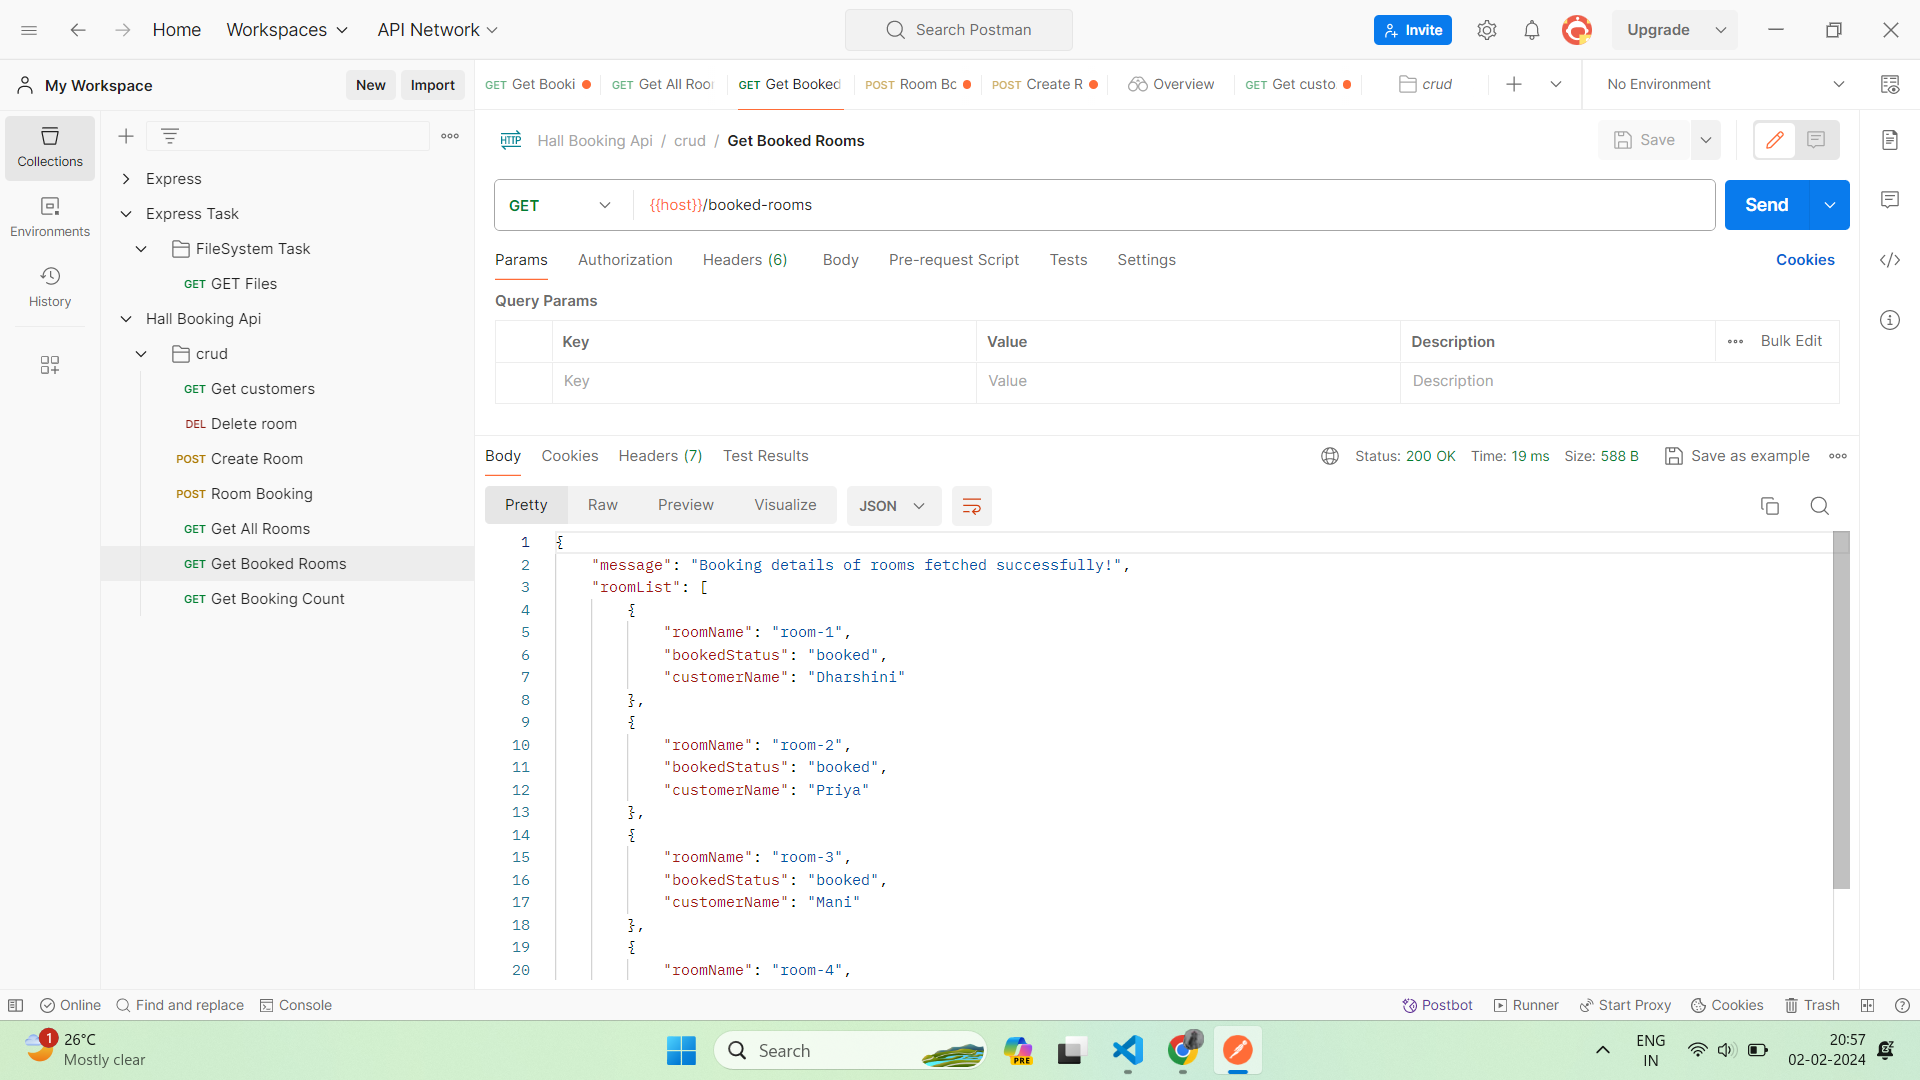 Home Workspaces API Network Search Postman Invite Upgrade
My Workspace New Import GET Get Booki GET Get All Roo GET Get Booked POST Room Bc POST Create R Overview GET Get custo crud No Environment
Collections
Environments
History
Express
Express Task
FileSystem Task
GET GET Files
Hall Booking Api
crud
GET Get customers
DEL Delete room
POST Create Room
POST Room Booking
GET Get All Rooms
GET Get Booked Rooms
GET Get Booking Count
HTTP Hall Booking Api / crud / Get Booked Rooms Save
GET {{host}}/booked-rooms Send
Params Authorization Headers (6) Body Pre-request Script Tests Settings Cookies
Query Params
Key Value Description Bulk Edit
Key Value Description
Body Cookies Headers (7) Test Results Status: 200 OK Time: 19 ms Size: 588 B Save as example
Pretty Raw Preview Visualize JSON
1 {
2 "message": "Booking details of rooms fetched successfully!",
3 "roomList": [
4 {
5 "roomName": "room-1",
6 "bookedStatus": "booked",
7 "customerName": "Dharshini"
8 },
9 {
10 "roomName": "room-2",
11 "bookedStatus": "booked",
12 "customerName": "Priya"
13 },
14 {
15 "roomName": "room-3",
16 "bookedStatus": "booked",
17 "customerName": "Mani"
18 },
19 {
20 "roomName": "room-4",
Online Find and replace Console Postbot Runner Start Proxy Cookies Trash
1 26°C
Mostly clear
Search
PRE
ENG
IN
20:57
02-02-2024